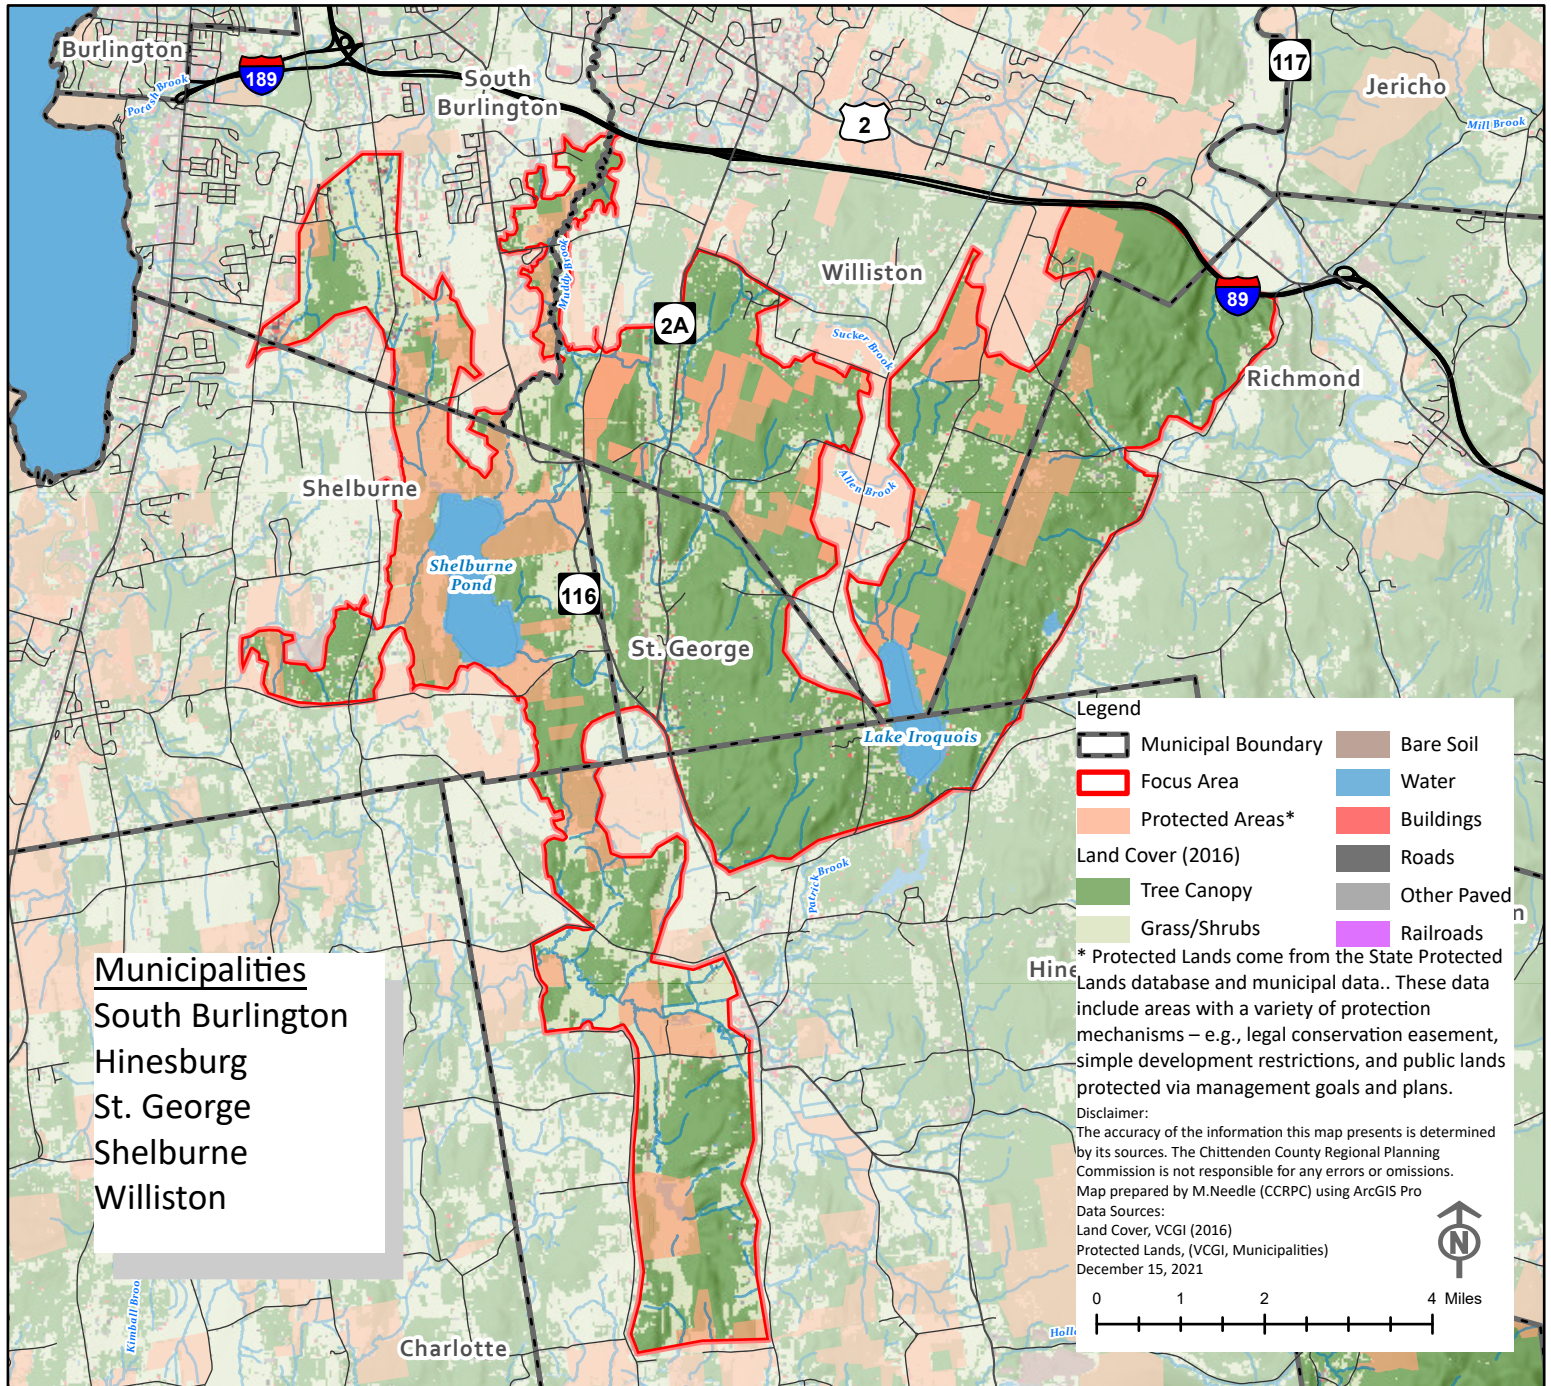 Burlington
189
Potash Brook
South
Burlington
2
117
Jericho
Mill Brook
Muddy Brook
Williston
2A
Sucker Brook
89
Richmond
Shelburne
Allen Brook
Shelburne
Pond
116
St. George
Lake Iroquois
Patrick Brook
Hine
n
Charlotte
Kimball Broo
Hollo
Municipalities
South Burlington
Hinesburg
St. George
Shelburne
Williston
Legend
Municipal Boundary
Focus Area
Protected Areas*
Land Cover (2016)
Tree Canopy
Grass/Shrubs
Bare Soil
Water
Buildings
Roads
Other Paved
Railroads
* Protected Lands come from the State Protected
Lands database and municipal data.. These data
include areas with a variety of protection
mechanisms – e.g., legal conservation easement,
simple development restrictions, and public lands
protected via management goals and plans.
Disclaimer:
The accuracy of the information this map presents is determined
by its sources. The Chittenden County Regional Planning
Commission is not responsible for any errors or omissions.
Map prepared by M.Needle (CCRPC) using ArcGIS Pro
Data Sources:
Land Cover, VCGI (2016)
Protected Lands, (VCGI, Municipalities)
December 15, 2021
N
0 1 2 4 Miles